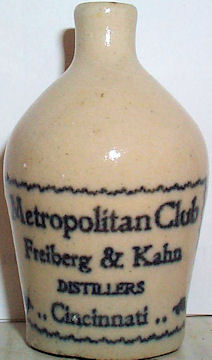 Metropolitan Club
Freiberg & Kahn
DISTILLERS
.. Cincinnati ..